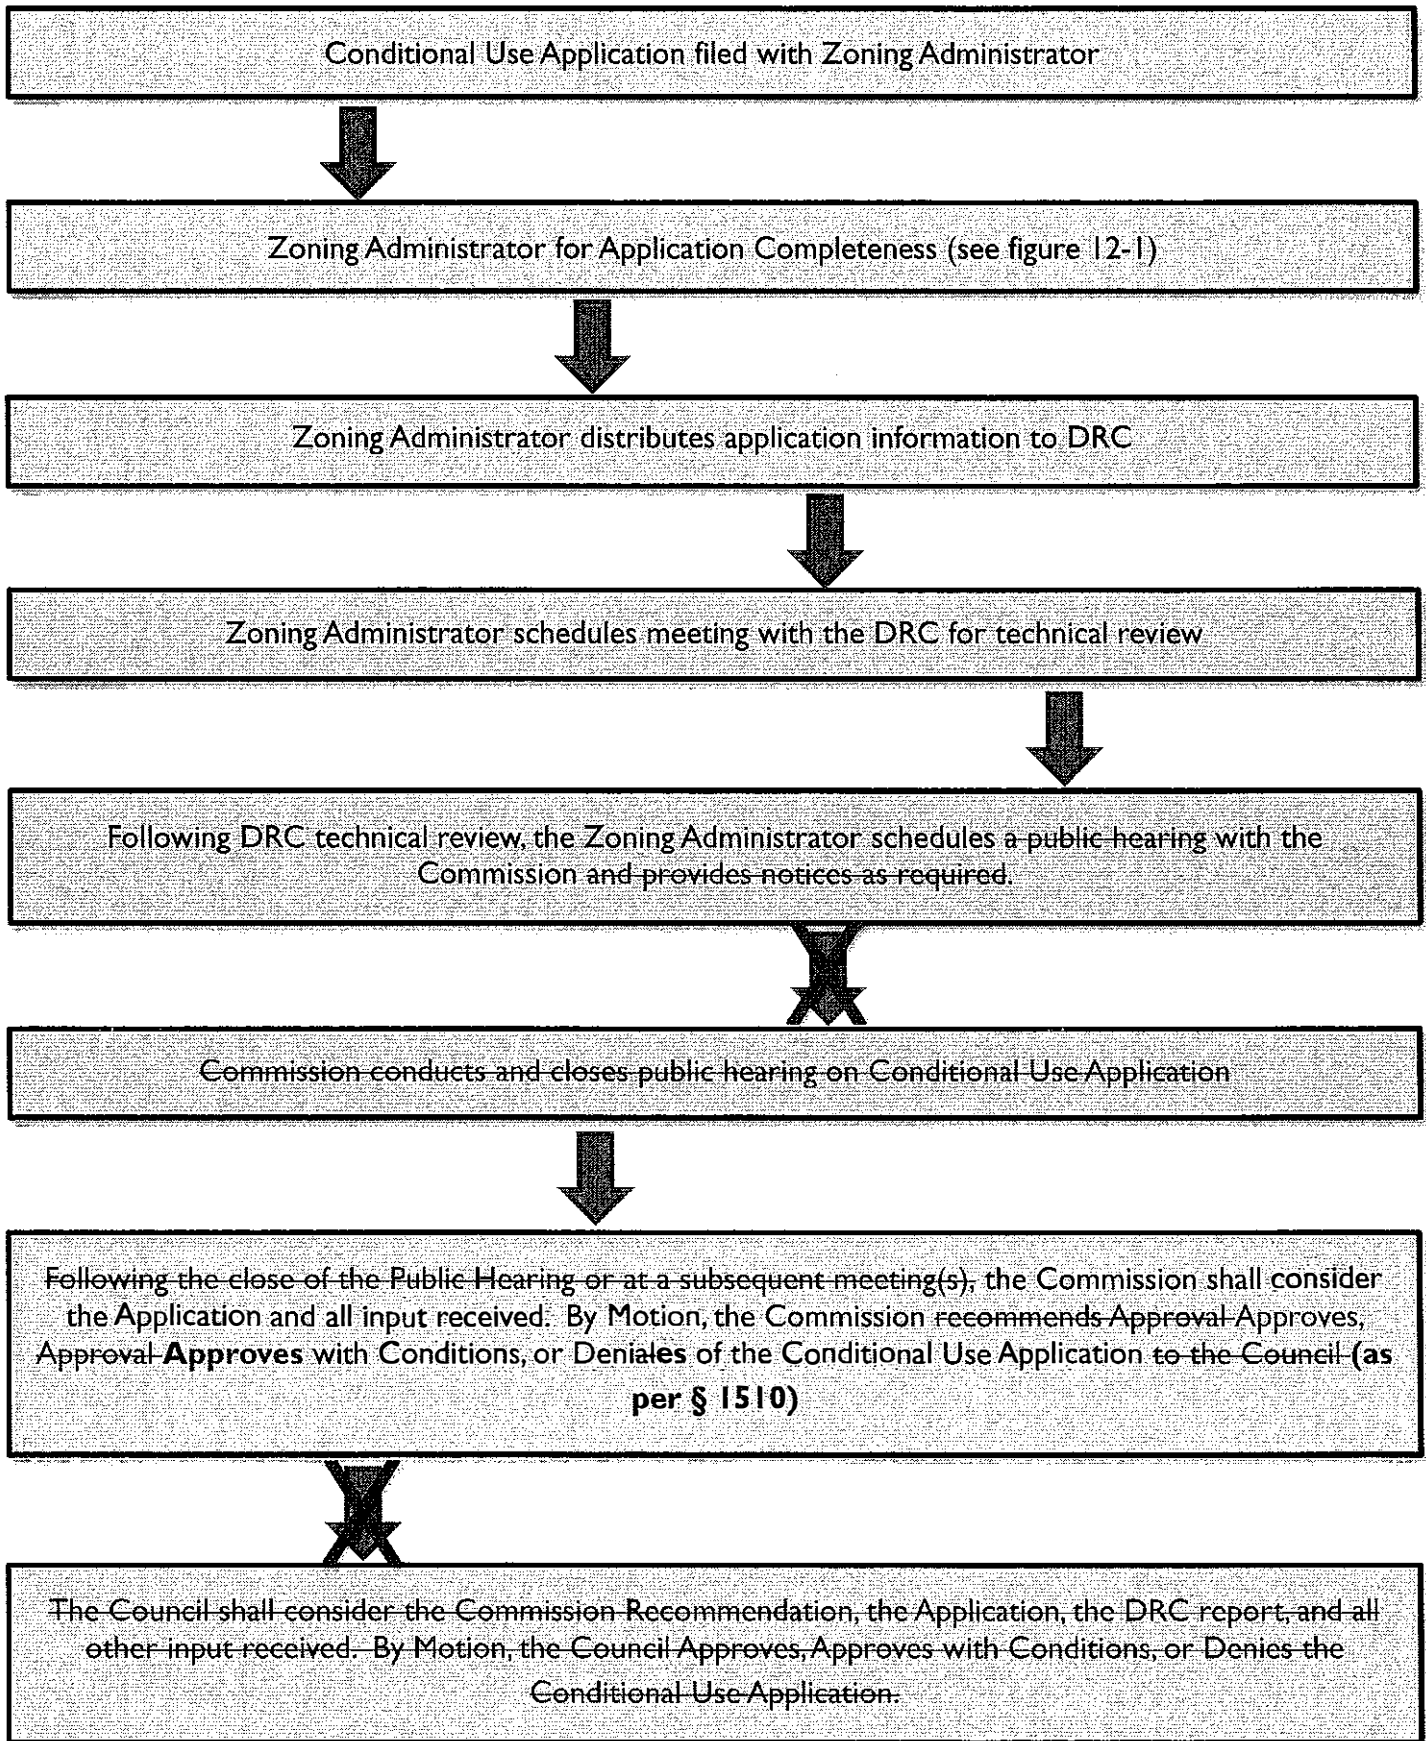 Conditional Use Application filed with Zoning Administrator
Zoning Administrator for Application Completeness (see figure 12-1)
Zoning Administrator distributes application information to DRC
Zoning Administrator schedules meeting with the DRC for technical review
Following DRC technical review, the Zoning Administrator schedules a public hearing with the
Commission and provides notices as required.
Commission conducts and closes public hearing on Conditional Use Application
Following the close of the Public Hearing or at a subsequent meeting(s), the Commission shall consider
the Application and all input received. By Motion, the Commission recommends Approval Approves,
Approval Approves with Conditions, or Deniales of the Conditional Use Application to the Council (as
per § 1510)
The Council shall consider the Commission Recommendation, the Application, the DRC report, and all
other input received. By Motion, the Council Approves, Approves with Conditions, or Denies the
Conditional Use Application.